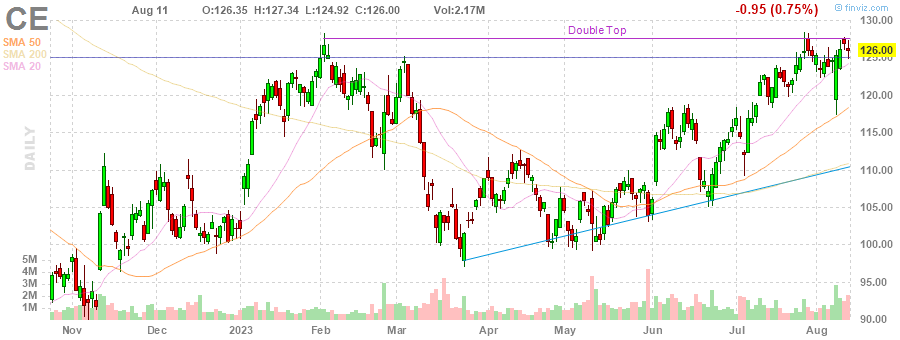 CE Aug 11 O:126.35 H:127.34 L:124.92 C:126.00 Vol:2.17M -0.95 (0.75%) finviz.com
SMA 50
SMA 200
SMA 20
Double Top
DAILY
130.00
126.00
125.00
120.00
115.00
110.00
105.00
100.00
95.00
90.00
5M
4M
3M
2M
1M
Nov Dec 2023 Feb Mar Apr May Jun Jul Aug